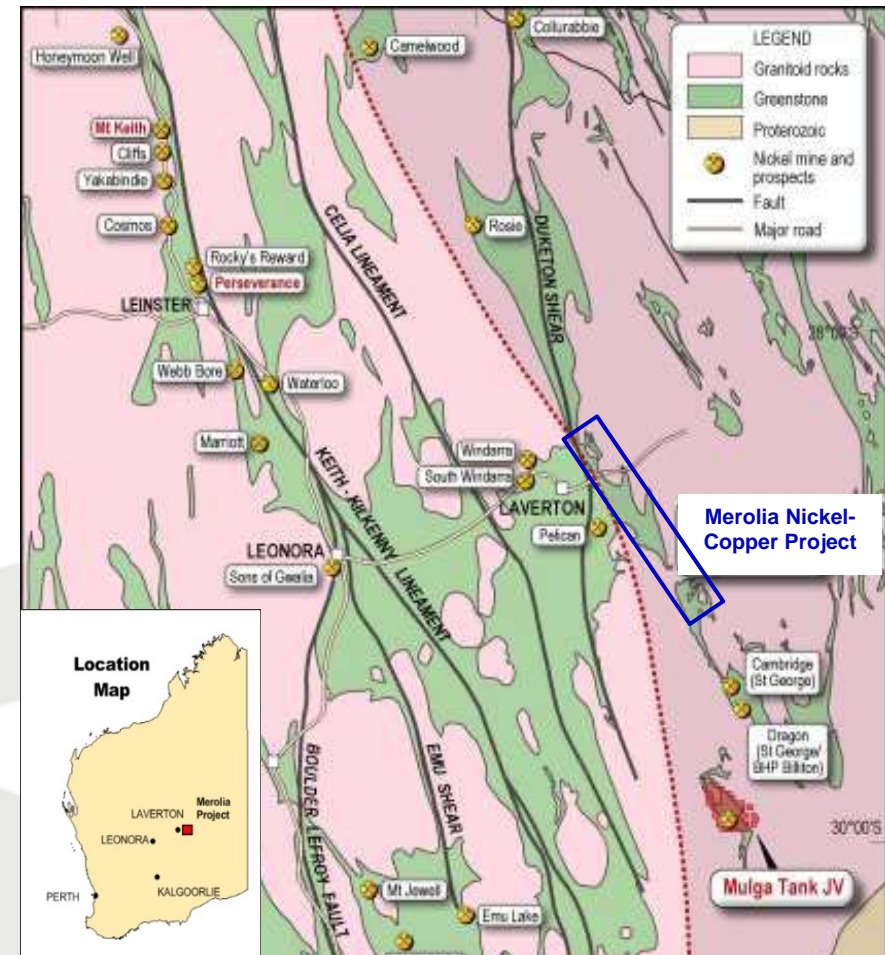 Collurabbie
Camelwood
Honeymoon Well
LEGEND
Granitoid rocks
Greenstone
Proterozoic
Nickel mine and
prospects
Fault
Major road
Mt Keith
Cliffs
Yakabindie
Cosmos
Rocky's Reward
Perseverance
LEINSTER
CELIA LINEAMENT
Rosie
DUKETON SHEAR
28°00'S
Webb Bore
Waterloo
Marriott
KEITH - KILKENNY LINEAMENT
Windarra
South Windarra
LAVERTON
Pelican
Merolia Nickel-
Copper Project
LEONORA
Sons of Gwalia
Cambridge
(St George)
Dragon
(St George/
BHP Billiton)
30°00'S
Mulga Tank JV
BOULDER LEFROY FAULT
EMU SHEAR
Mt Jewell
Emu Lake
Location
Map
Merolia
Project
LAVERTON
LEONORA
KALGOORLIE
PERTH